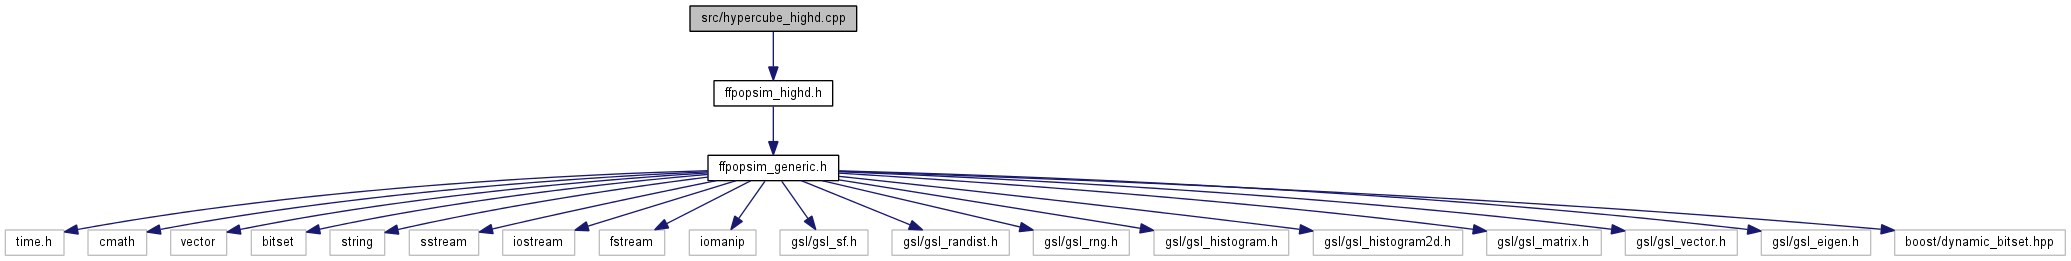 src/hypercube_highd.cpp
ffpopsim_highd.h
ffpopsim_generic.h
time.h
cmath
vector
bitset
string
sstream
iostream
fstream
iomanip
gsl/gsl_sf.h
gsl/gsl_randist.h
gsl/gsl_rng.h
gsl/gsl_histogram.h
gsl/gsl_histogram2d.h
gsl/gsl_matrix.h
gsl/gsl_vector.h
gsl/gsl_eigen.h
boost/dynamic_bitset.hpp